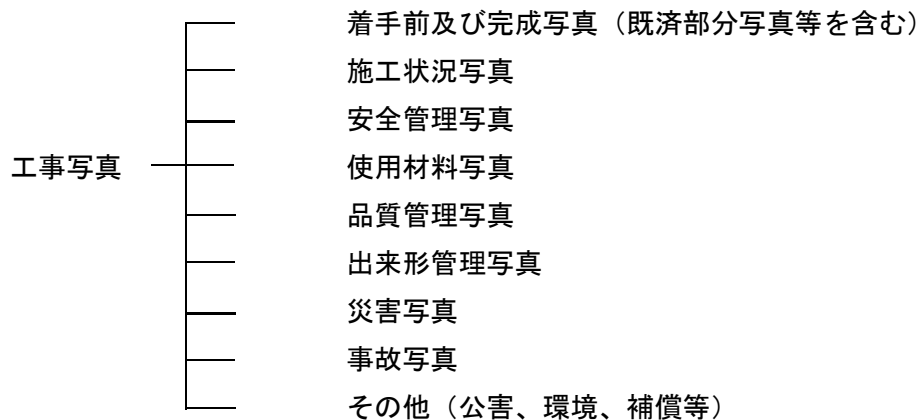 着手前及び完成写真（既済部分写真等を含む）
施工状況写真
安全管理写真
工事写真
使用材料写真
品質管理写真
出来形管理写真
災害写真
事故写真
その他（公害、環境、補償等）